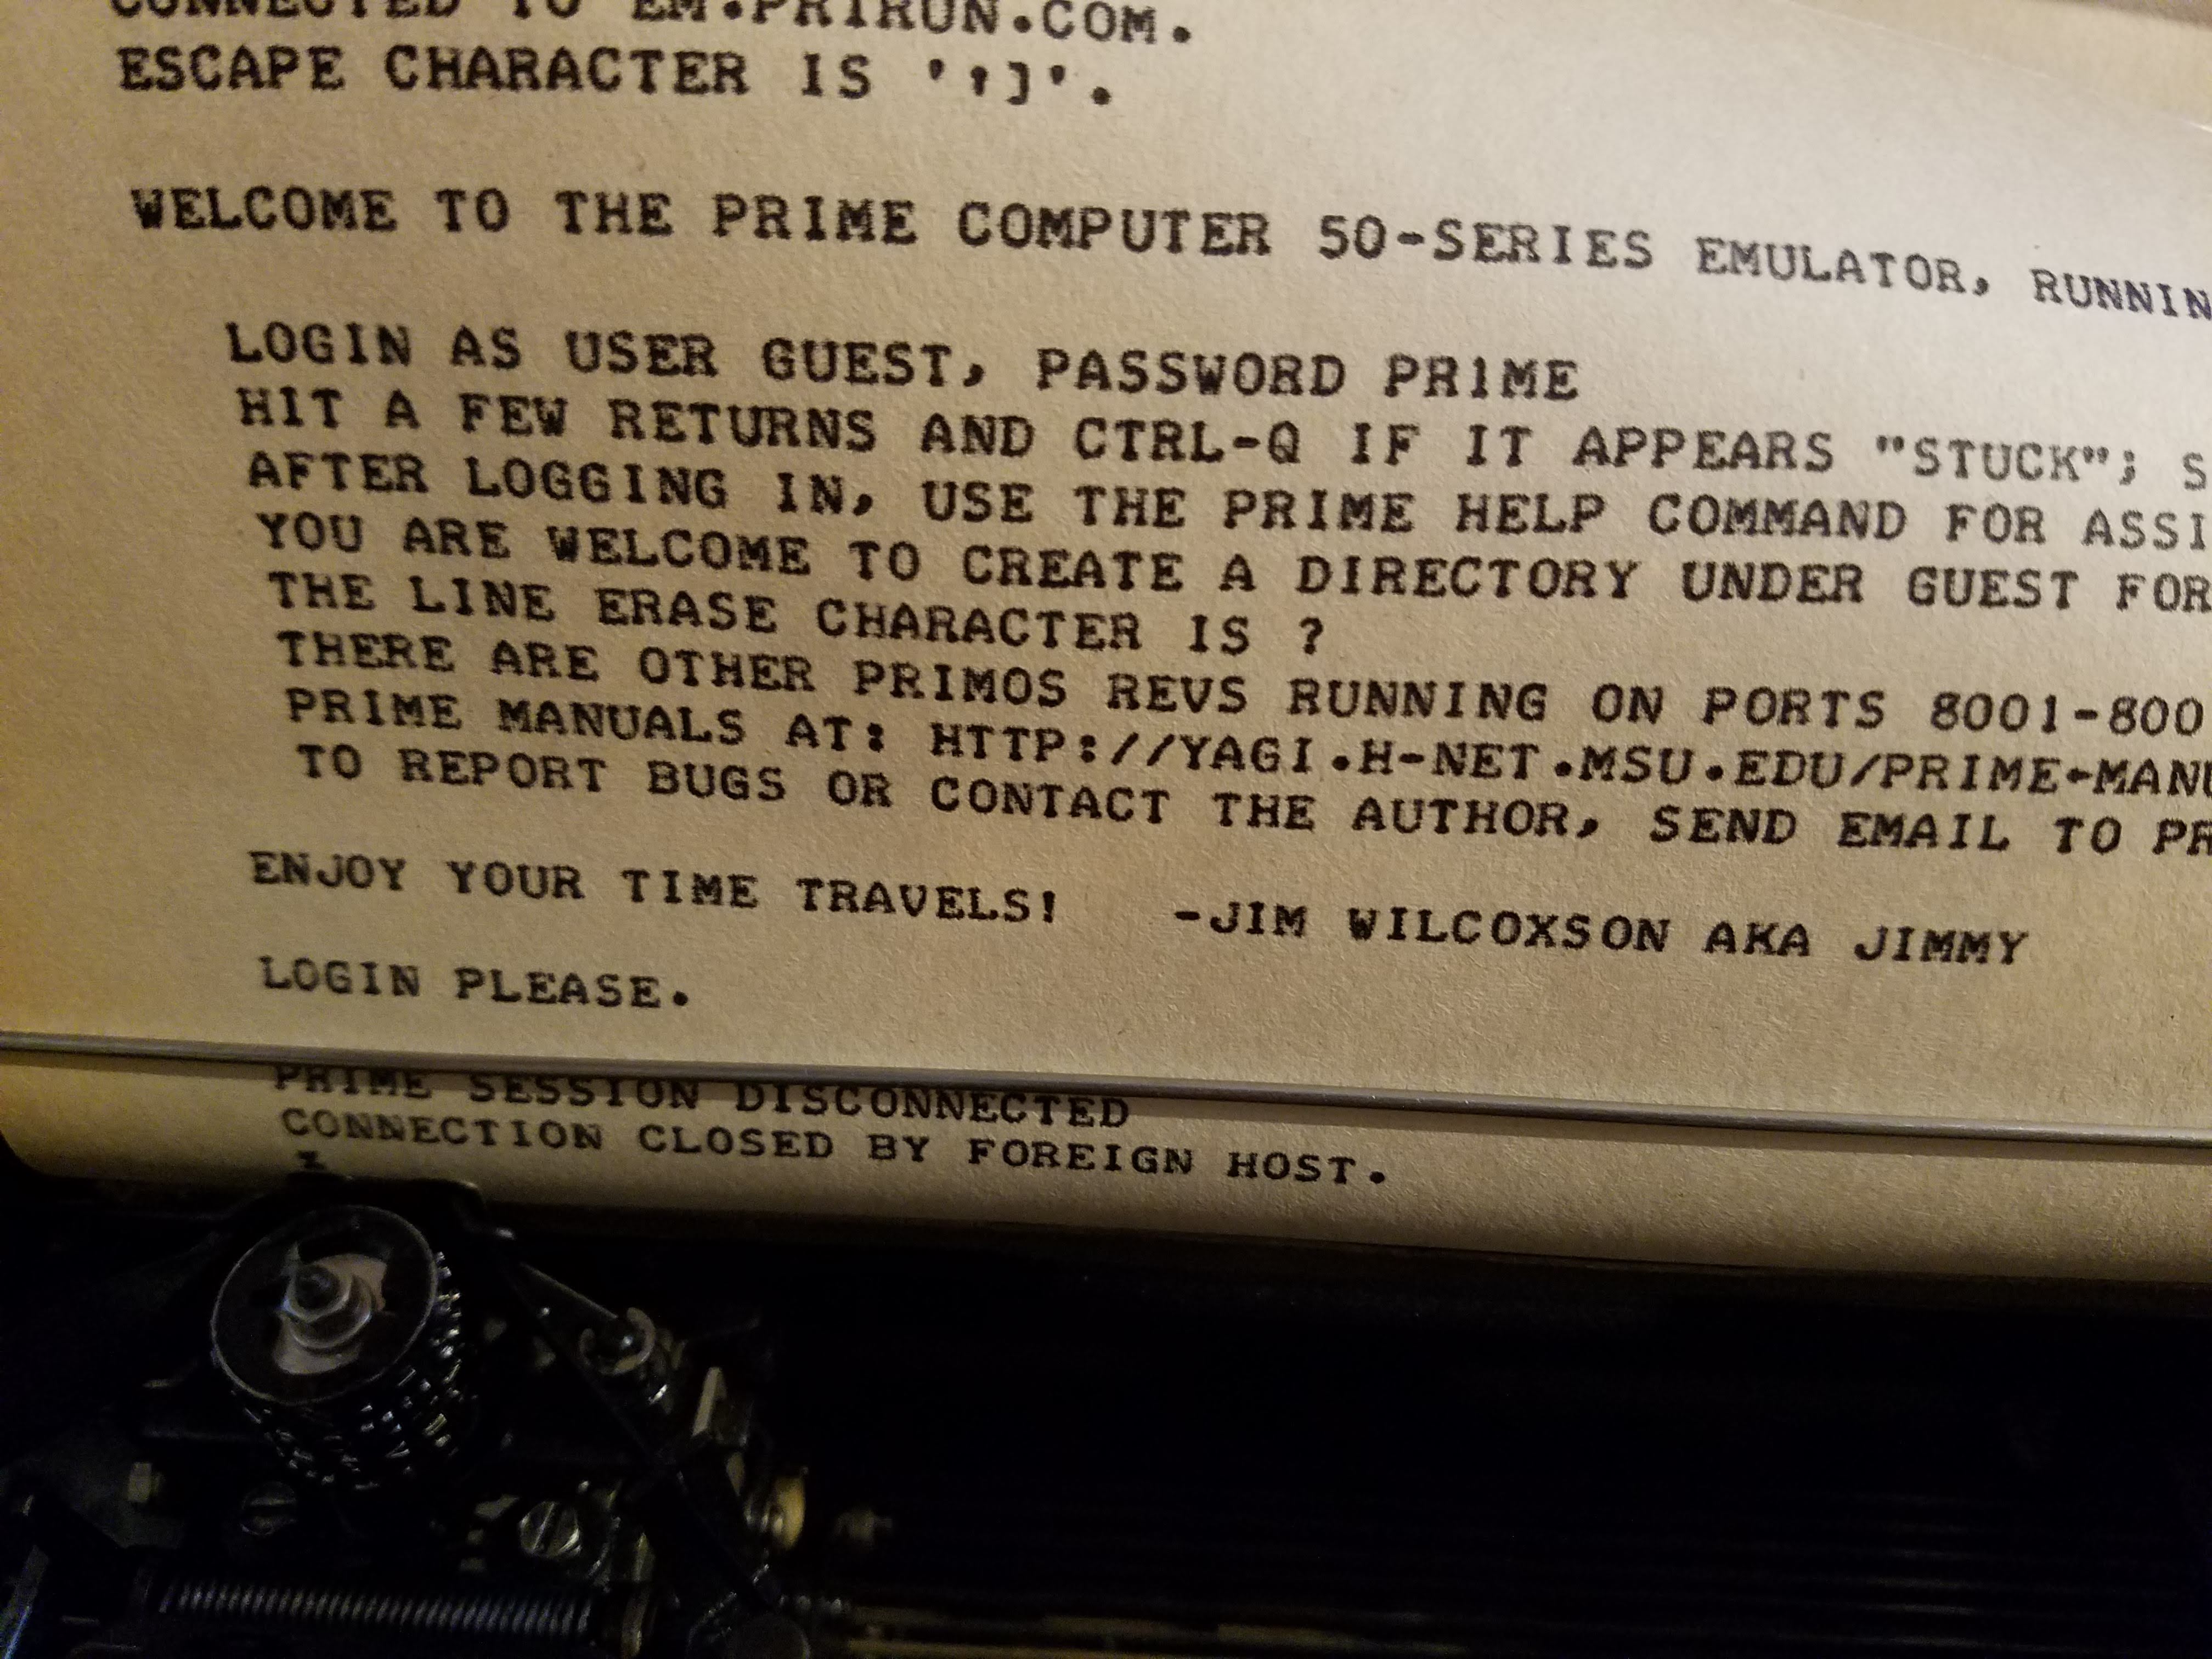 CONNECTED TO EM.PRIRUN.COM.
ESCAPE CHARACTER IS '↑]'.
WELCOME TO THE PRIME COMPUTER 50-SERIES EMULATOR, RUNNIN
LOGIN AS USER GUEST, PASSWORD PR1ME
HIT A FEW RETURNS AND CTRL-Q IF IT APPEARS "STUCK"; S
AFTER LOGGING IN, USE THE PRIME HELP COMMAND FOR ASSI
YOU ARE WELCOME TO CREATE A DIRECTORY UNDER GUEST FOR
THE LINE ERASE CHARACTER IS ?
THERE ARE OTHER PRIMOS REVS RUNNING ON PORTS 8001-800
PRIME MANUALS AT: HTTP://YAGI.H-NET.MSU.EDU/PRIME←MANU
TO REPORT BUGS OR CONTACT THE AUTHOR, SEND EMAIL TO PR
ENJOY YOUR TIME TRAVELS! -JIM WILCOXSON AKA JIMMY
LOGIN PLEASE.
PRIME SESSION DISCONNECTED
CONNECTION CLOSED BY FOREIGN HOST.